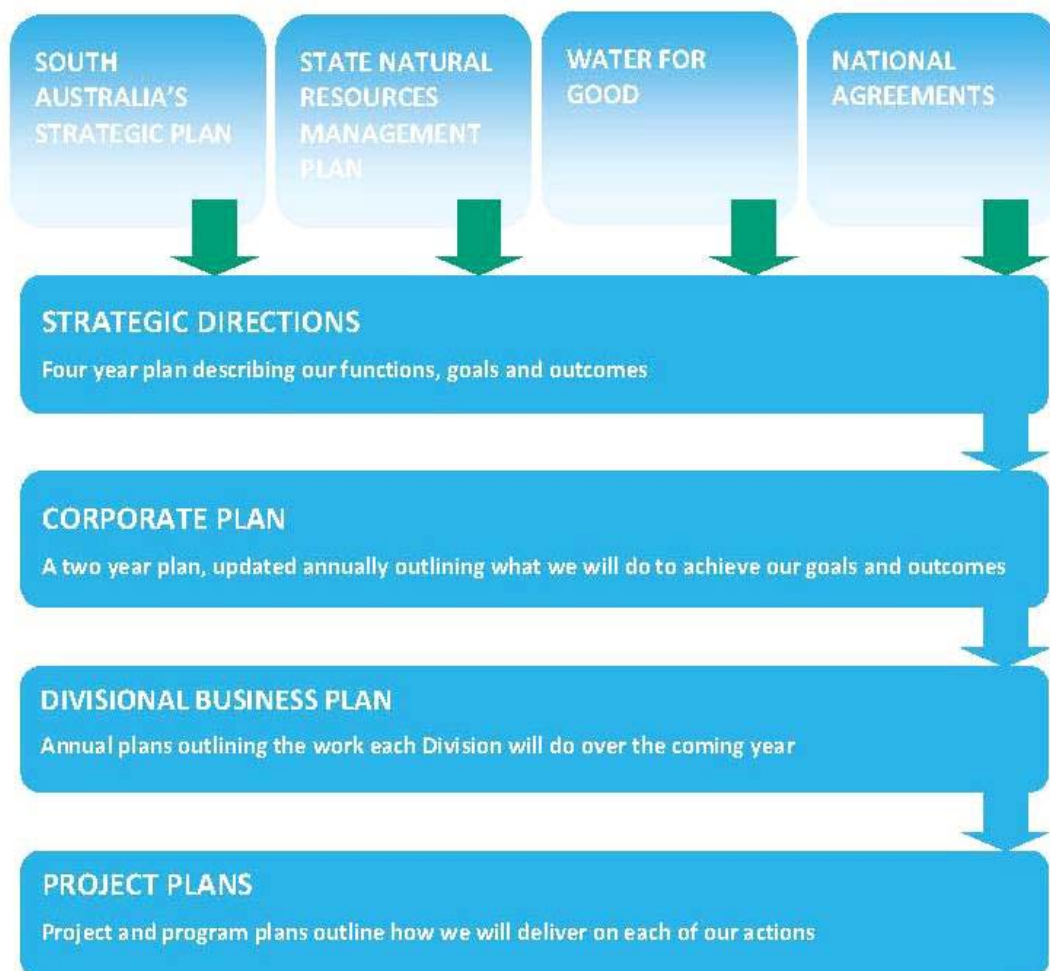 SOUTH
AUSTRALIA'S
STRATEGIC PLAN
STATE NATURAL
RESOURCES
MANAGEMENT
PLAN
WATER FOR
GOOD
NATIONAL
AGREEMENTS
STRATEGIC DIRECTIONS
Four year plan describing our functions, goals and outcomes
CORPORATE PLAN
A two year plan, updated annually outlining what we will do to achieve our goals and outcomes
DIVISIONAL BUSINESS PLAN
Annual plans outlining the work each Division will do over the coming year
PROJECT PLANS
Project and program plans outline how we will deliver on each of our actions